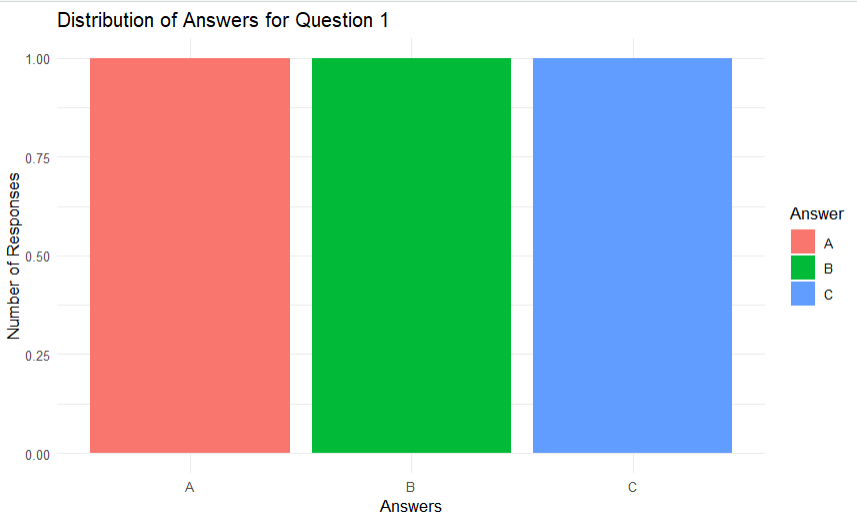 Distribution of Answers for Question 1
Number of Responses
1.00
0.75
0.50
0.25
0.00
A
B
C
Answers
Answer
A
B
C